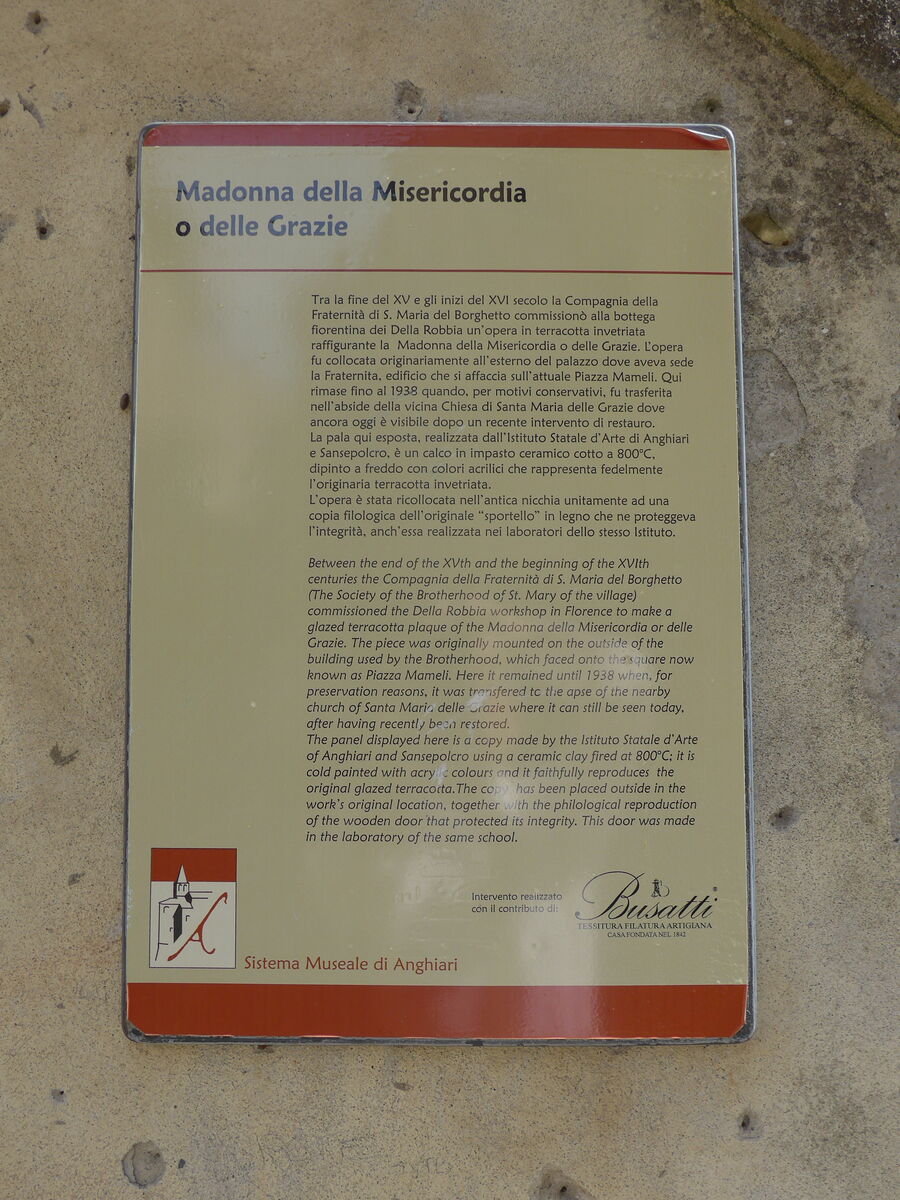 Madonna della Misericordia
o delle Grazie
Tra la fine del XV e gli inizi del XVI secolo la Compagnia della
Fraternità di S. Maria del Borghetto commissionò alla bottega
fiorentina dei Della Robbia un'opera in terracotta invetriata
raffigurante la Madonna della Misericordia o delle Grazie. L'opera
fu collocata originariamente all'esterno del palazzo dove aveva sede
la Fraternita, edificio che si affaccia sull'attuale Piazza Mameli. Qui
rimase fino al 1938 quando, per motivi conservativi, fu trasferita
nell'abside della vicina Chiesa di Santa Maria delle Grazie dove
ancora oggi è visibile dopo un recente intervento di restauro.
La pala qui esposta, realizzata dall'Istituto Statale d'Arte di Anghiari
e Sansepolcro, è un calco in impasto ceramico cotto a 800°C,
dipinto a freddo con colori acrilici che rappresenta fedelmente
l'originaria terracotta invetriata.
L'opera è stata ricollocata nell'antica nicchia unitamente ad una
copia filologica dell'originale "sportello" in legno che ne proteggeva
l'integrità, anch'essa realizzata nei laboratori dello stesso Istituto.
Between the end of the XVth and the beginning of the XVIth
centuries the Compagnia della Fraternità di S. Maria del Borghetto
(The Society of the Brotherhood of St. Mary of the village)
commissioned the Della Robbia workshop in Florence to make a
glazed terracotta plaque of the Madonna della Misericordia or delle
Grazie. The piece was originally mounted on the outside of the
building used by the Brotherhood, which faced onto the square now
known as Piazza Mameli. Here it remained until 1938 when, for
preservation reasons, it was transfered to the apse of the nearby
church of Santa Maria delle Grazie where it can still be seen today,
after having recently been restored.
The panel displayed here is a copy made by the Istituto Statale d'Arte
of Anghiari and Sansepolcro using a ceramic clay fired at 800°C; it is
cold painted with acrylic colours and it faithfully reproduces the
original glazed terracotta.The copy has been placed outside in the
work's original location, together with the philological reproduction
of the wooden door that protected its integrity. This door was made
in the laboratory of the same school.
Intervento realizzato
con il contributo di:
Busatti®
TESSITURA FILATURA ARTIGIANA
CASA FONDATA NEL 1842
A
Sistema Museale di Anghiari